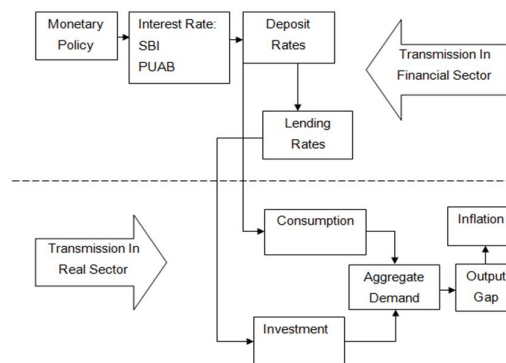 Monetary
Policy
Interest Rate:
SBI
PUAB
Deposit
Rates
Transmission In
Financial Sector
Lending
Rates
Transmission In
Real Sector
Consumption
Inflation
Aggregate
Demand
Output
Gap
Investment